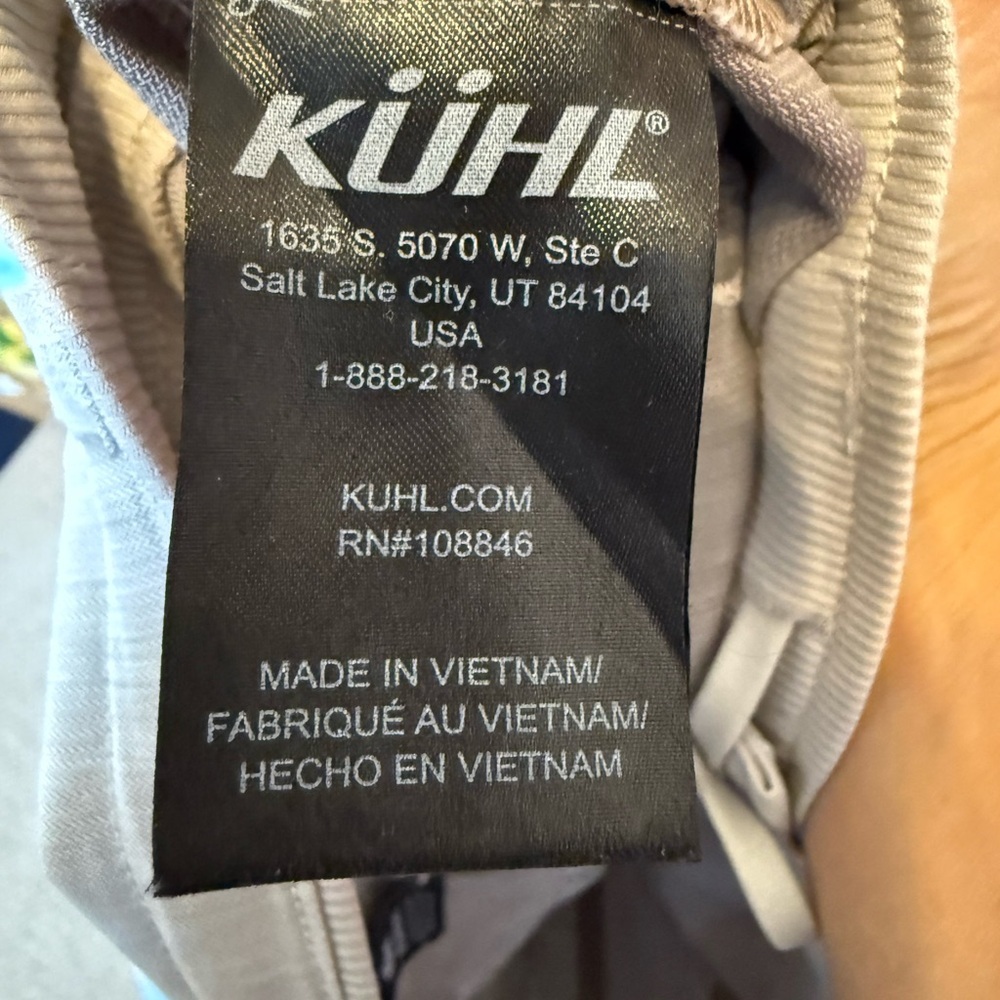 KÜHL®
1635 S. 5070 W, Ste C
Salt Lake City, UT 84104
USA
1-888-218-3181
KUHL.COM
RN#108846
MADE IN VIETNAM/
FABRIQUÉ AU VIETNAM/
HECHO EN VIETNAM